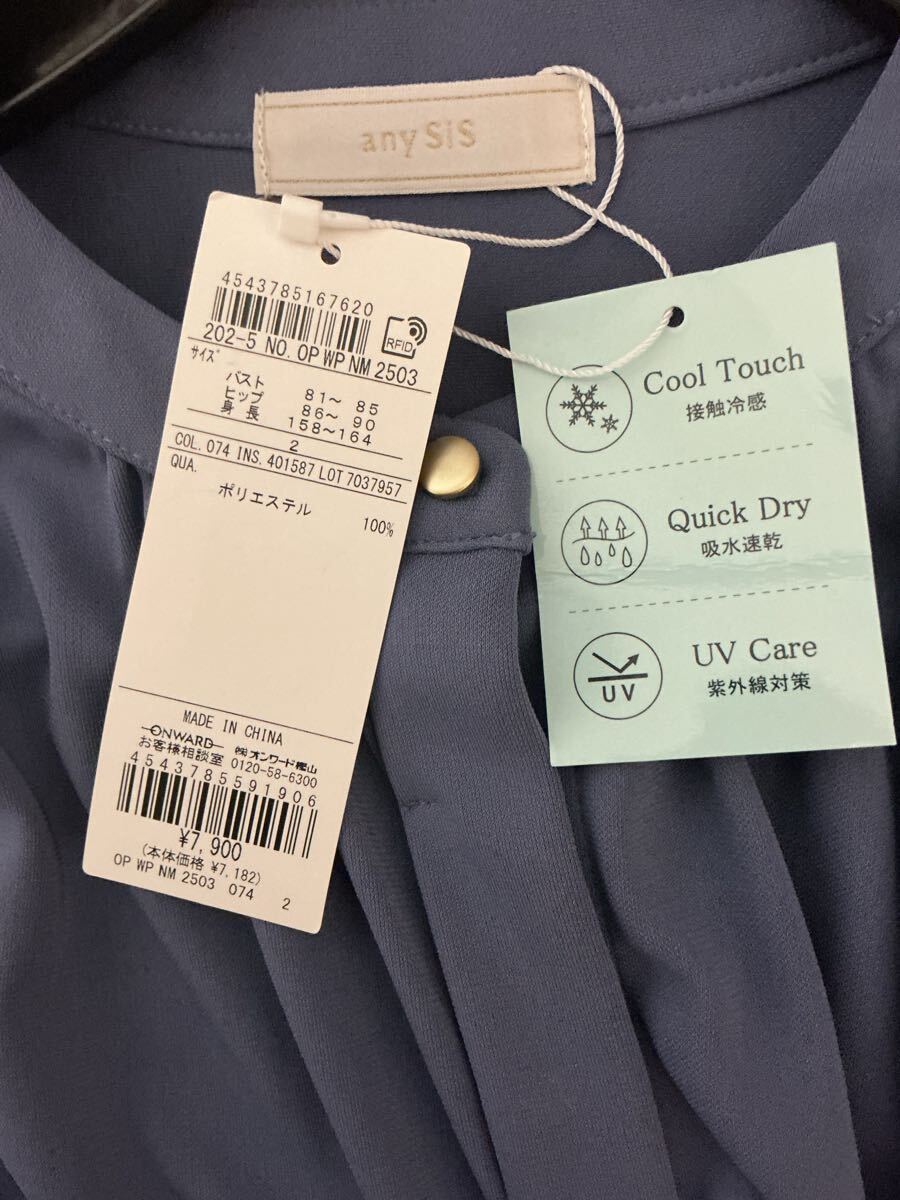 any SiS
4543785167620
RFID
202-5 NO. OP WP NM 2503
サイズ
バスト 81～ 85
ヒップ 86～ 90
身長 158～164
2
COL. 074 INS. 401587 LOT 7037957
QUA.
ポリエステル 100%
MADE IN CHINA
ONWARD ㈱オンワード樫山
お客様相談室 0120-58-6300
4543785591906
¥7,900
(本体価格 ¥7,182)
OP WP NM 2503 074 2
Cool Touch
接触冷感
Quick Dry
吸水速乾
UV
UV Care
紫外線対策